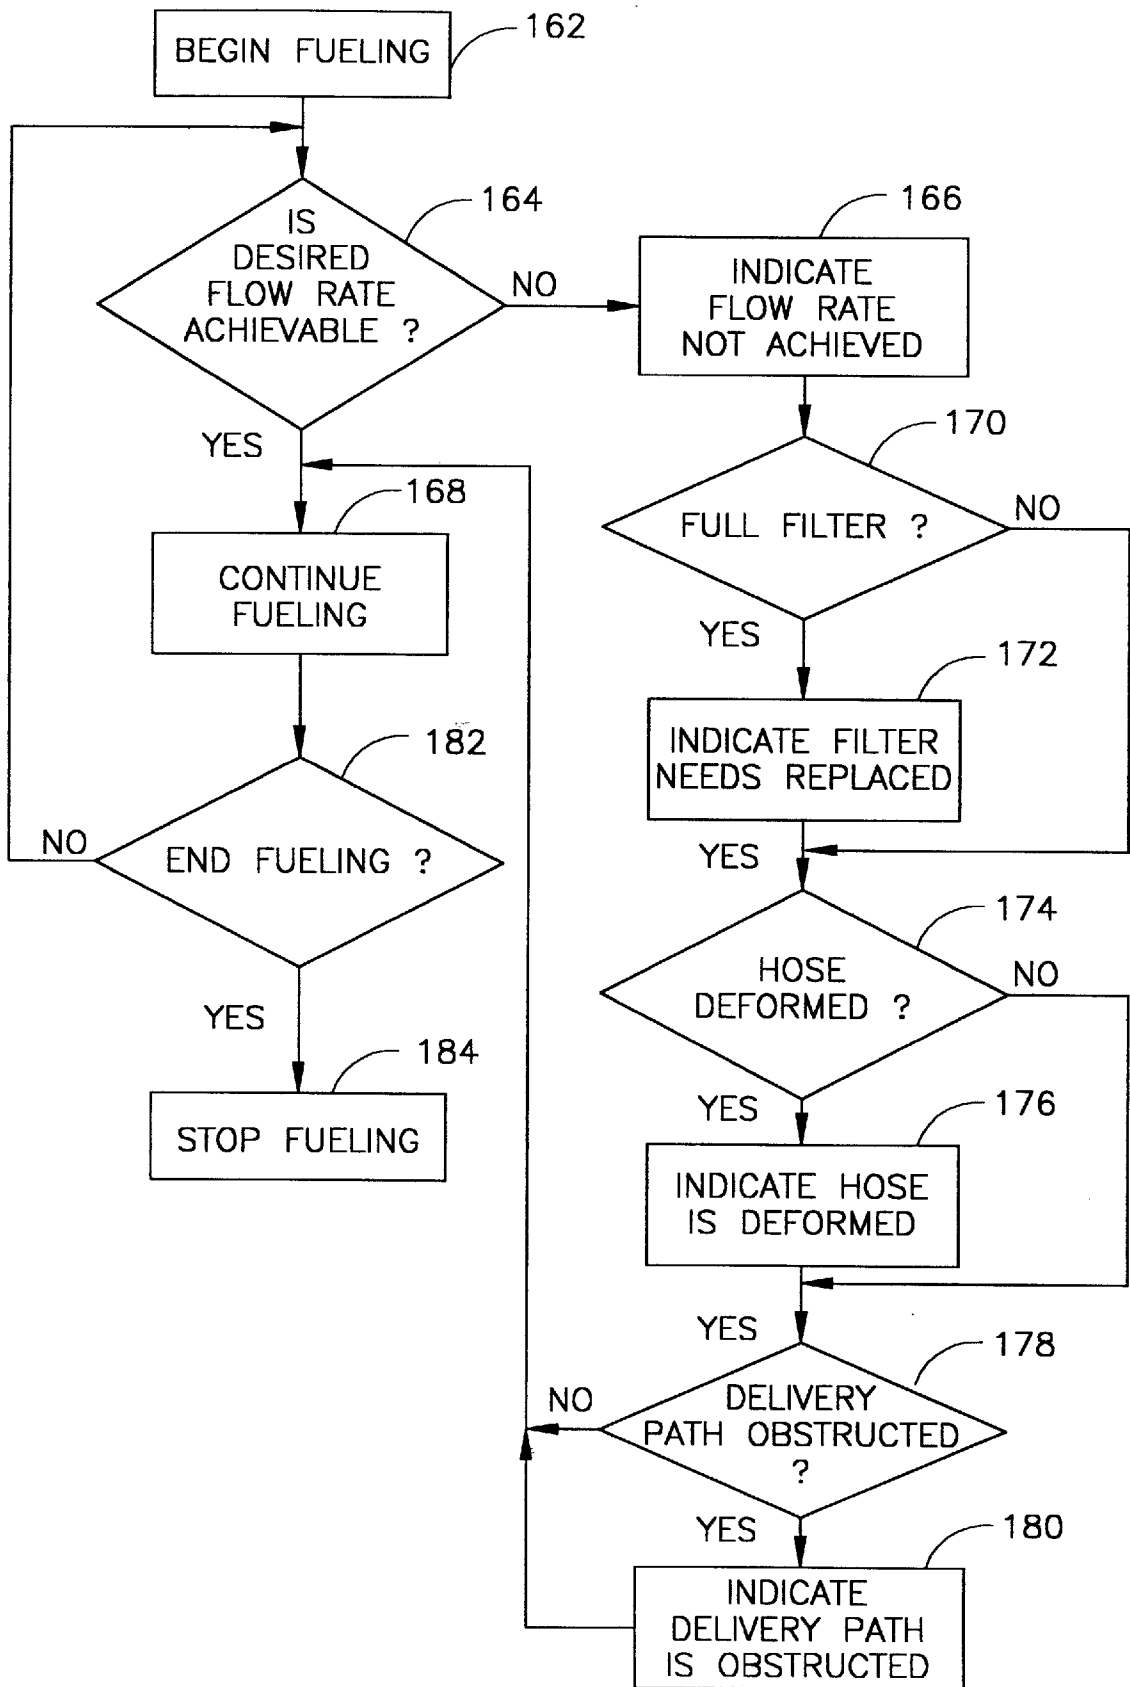 BEGIN FUELING
162
IS
DESIRED
FLOW RATE
ACHIEVABLE ?
164
NO
YES
INDICATE
FLOW RATE
NOT ACHIEVED
166
FULL FILTER ?
170
NO
YES
CONTINUE
FUELING
168
INDICATE FILTER
NEEDS REPLACED
172
YES
END FUELING ?
182
NO
YES
HOSE
DEFORMED ?
174
NO
YES
STOP FUELING
184
INDICATE HOSE
IS DEFORMED
176
YES
DELIVERY
PATH OBSTRUCTED
?
178
NO
YES
INDICATE
DELIVERY PATH
IS OBSTRUCTED
180